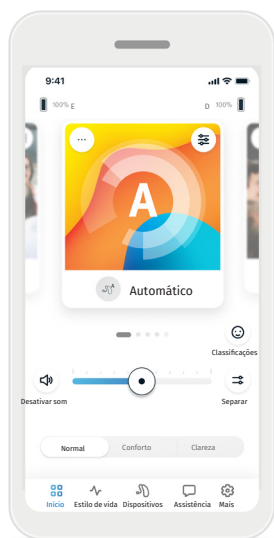 9:41
100% E
D 100%
A
A
Automático
Classificações
Desativar som
Separar
Normal Conforto Clareza
Início Estilo de vida Dispositivos Assistência Mais